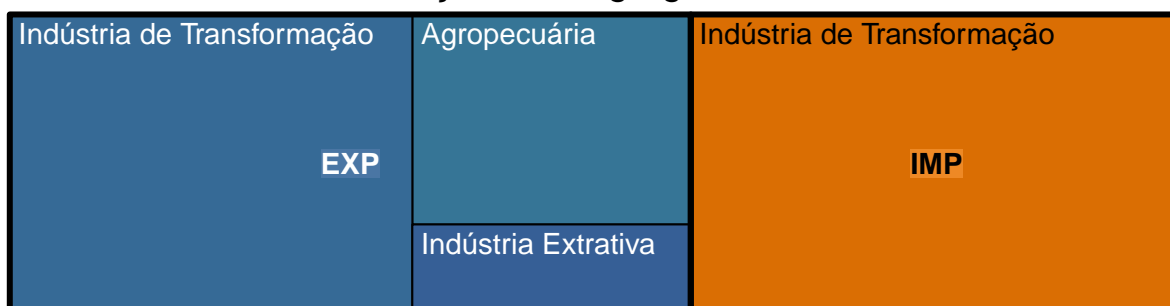 Indústria de Transformação
Agropecuária
Indústria de Transformação
EXP
IMP
Indústria Extrativa